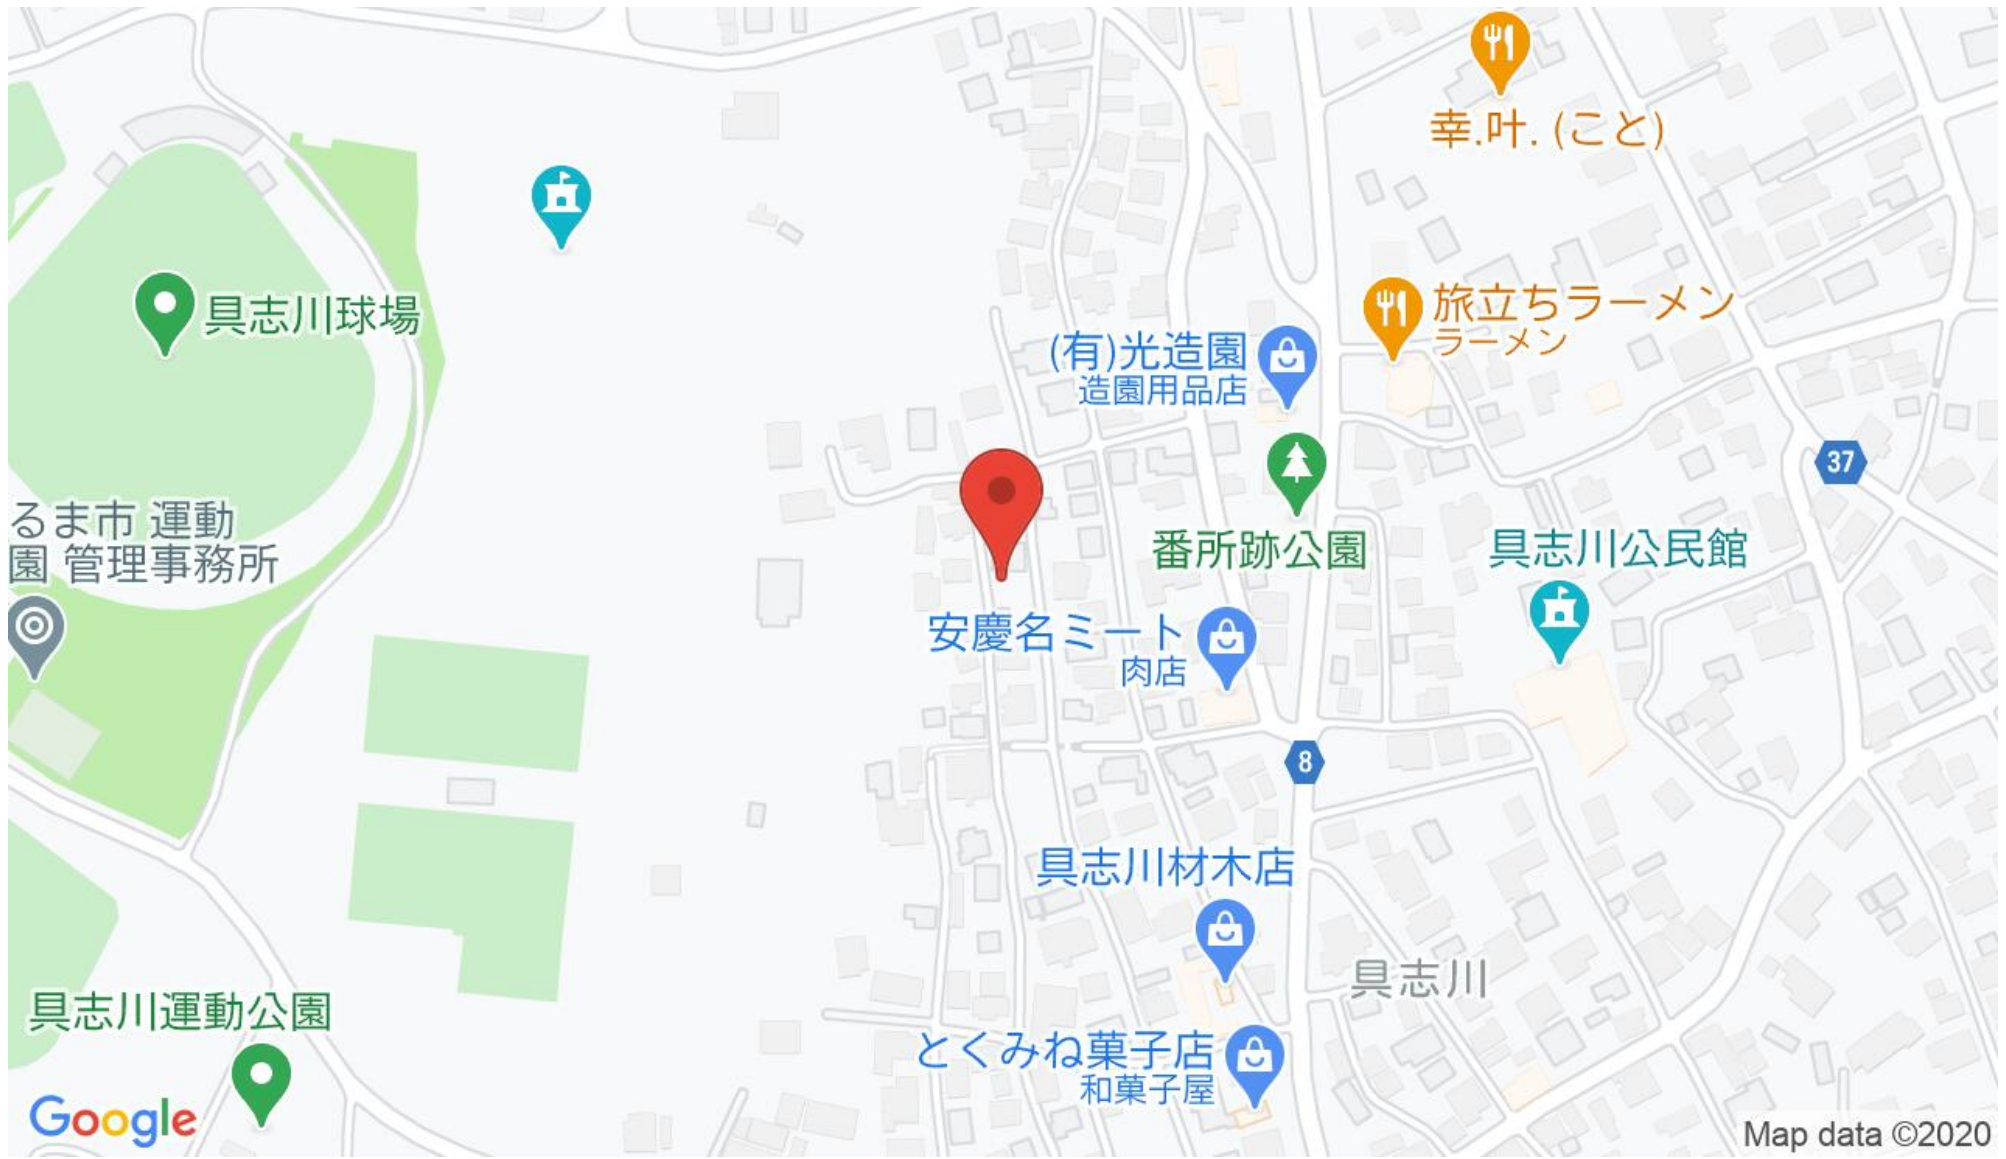 幸.叶. (こと)
旅立ちラーメン
ラーメン
具志川球場
(有)光造園
造園用品店
37
るま市 運動
園 管理事務所
番所跡公園
具志川公民館
安慶名ミート
肉店
8
具志川材木店
具志川
具志川運動公園
とくみね菓子店
和菓子屋
Google
Map data ©2020